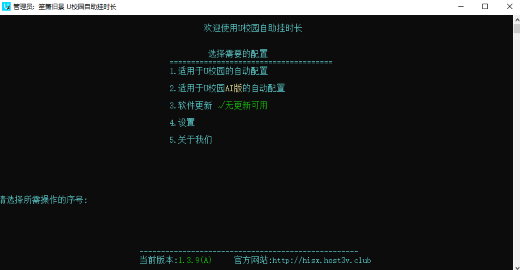 管理员: 笙箫旧晨 U校园自助挂时长
欢迎使用U校园自助挂时长
选择需要的配置
======================================
1.适用于U校园的自动配置
2.适用于U校园AI版的自动配置
3.软件更新 ✓无更新可用
4.设置
5.关于我们
请选择所需操作的序号:
--------------------------------------------------
当前版本:1.3.9(A) 官方网站:http://hisx.host3v.club